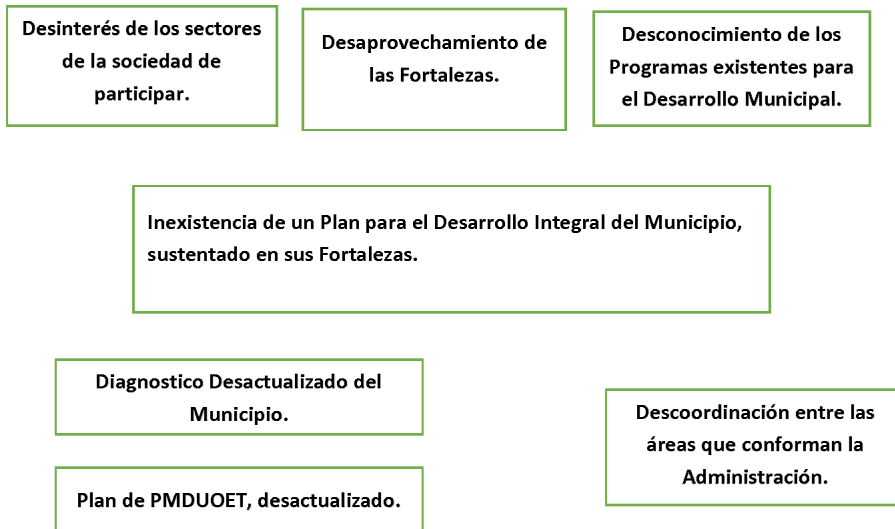 Desinterés de los sectores
de la sociedad de
participar.
Desaprovechamiento de
las Fortalezas.
Desconocimiento de los
Programas existentes para
el Desarrollo Municipal.
Inexistencia de un Plan para el Desarrollo Integral del Municipio,
sustentado en sus Fortalezas.
Diagnostico Desactualizado del
Municipio.
Descoordinación entre las
áreas que conforman la
Administración.
Plan de PMDUOET, desactualizado.